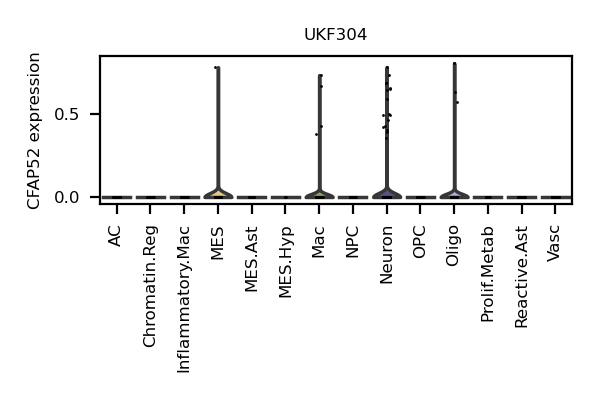 UKF304
CFAP52 expression
0.5
0.0
AC
Chromatin.Reg
Inflammatory.Mac
MES
MES.Ast
MES.Hyp
Mac
NPC
Neuron
OPC
Oligo
Prolif.Metab
Reactive.Ast
Vasc